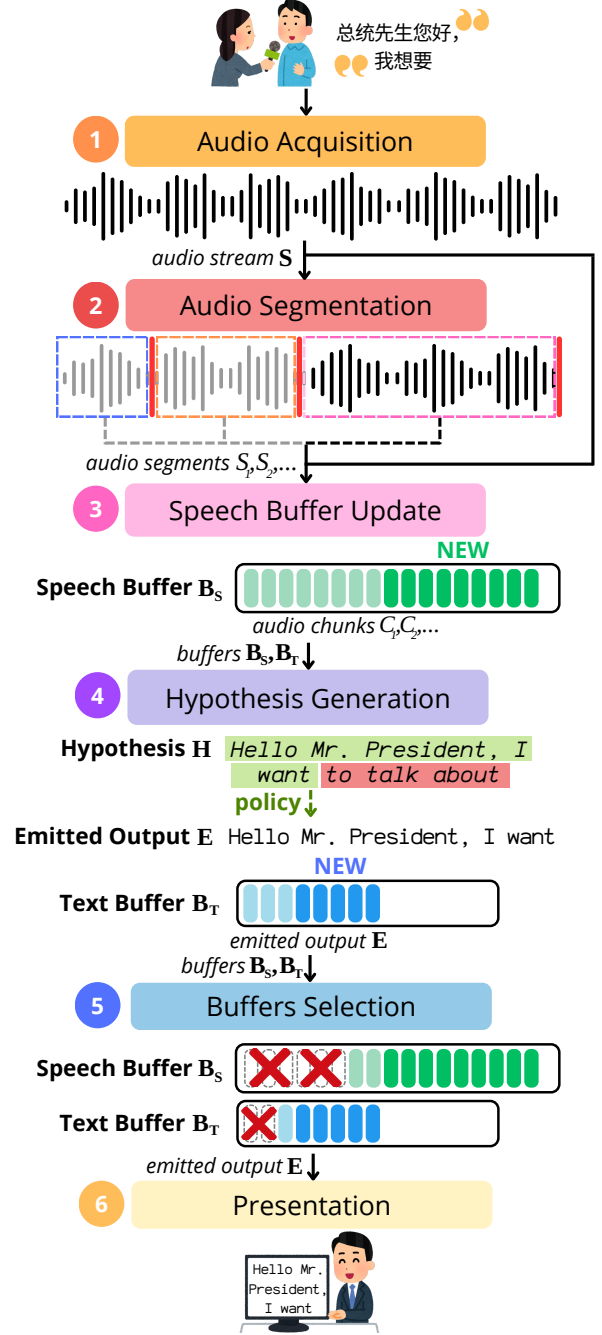 总统先生您好，
我想要
1 Audio Acquisition
audio stream S
2 Audio Segmentation
audio segments S1,S2,...
3 Speech Buffer Update
NEW
Speech Buffer BS
audio chunks C1,C2,...
buffers BS,BT
4 Hypothesis Generation
Hypothesis H Hello Mr. President, I
want to talk about
policy
Emitted Output E Hello Mr. President, I want
NEW
Text Buffer BT
emitted output E
buffers BS,BT
5 Buffers Selection
Speech Buffer BS
Text Buffer BT
emitted output E
6 Presentation
Hello Mr.
President,
I want